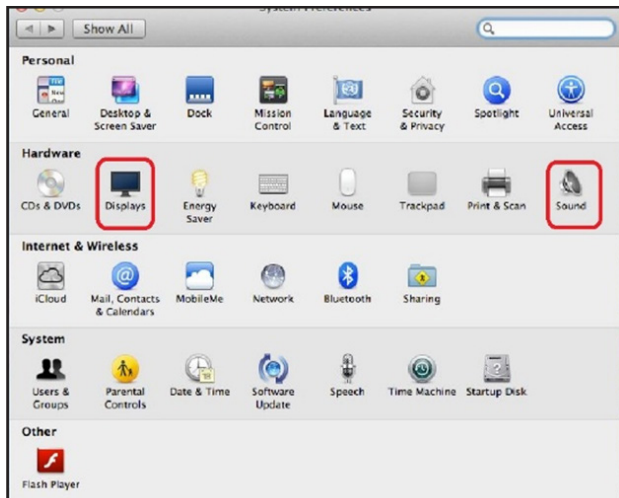 System Preferences
Show All
Personal
General
Desktop & Screen Saver
Dock
Mission Control
Language & Text
Security & Privacy
Spotlight
Universal Access
Hardware
CDs & DVDs
Displays
Energy Saver
Keyboard
Mouse
Trackpad
Print & Scan
Sound
Internet & Wireless
iCloud
Mail, Contacts & Calendars
MobileMe
Network
Bluetooth
Sharing
System
Users & Groups
Parental Controls
Date & Time
Software Update
Speech
Time Machine
Startup Disk
Other
Flash Player